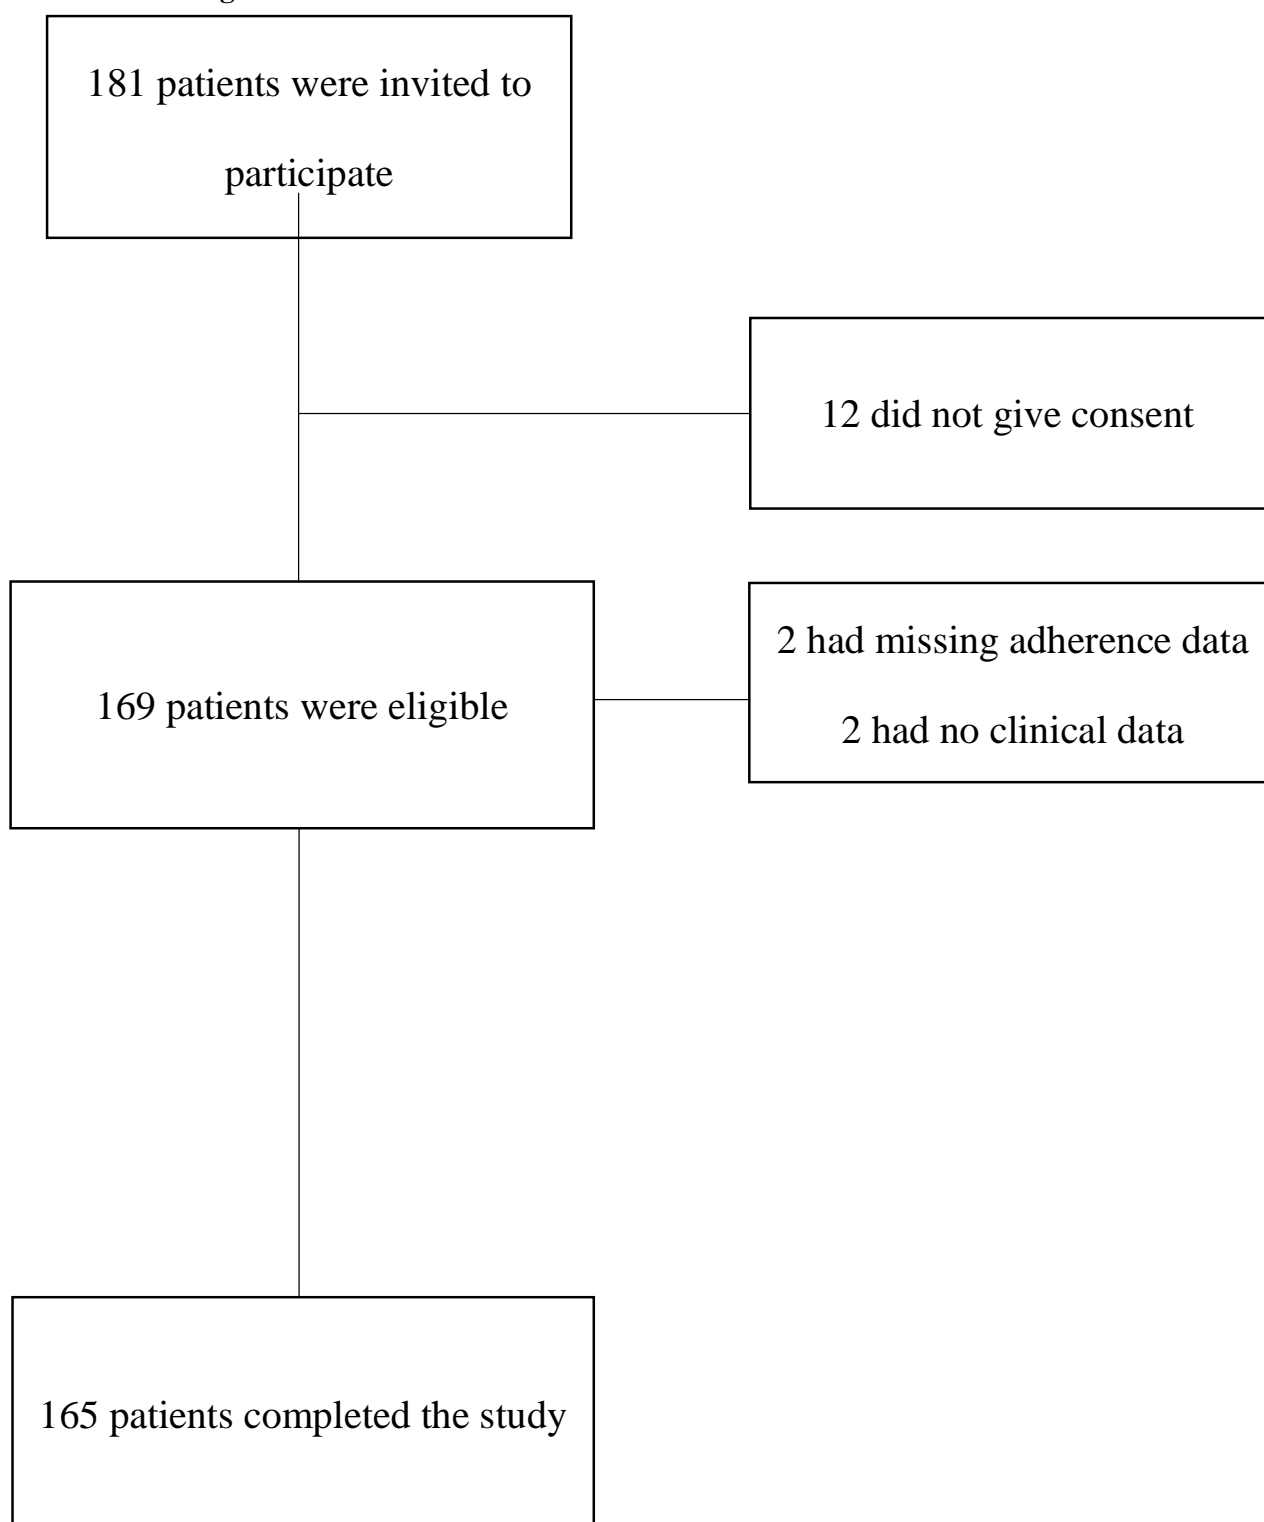 181 patients were invited to
participate
12 did not give consent
169 patients were eligible
2 had missing adherence data
2 had no clinical data
165 patients completed the study